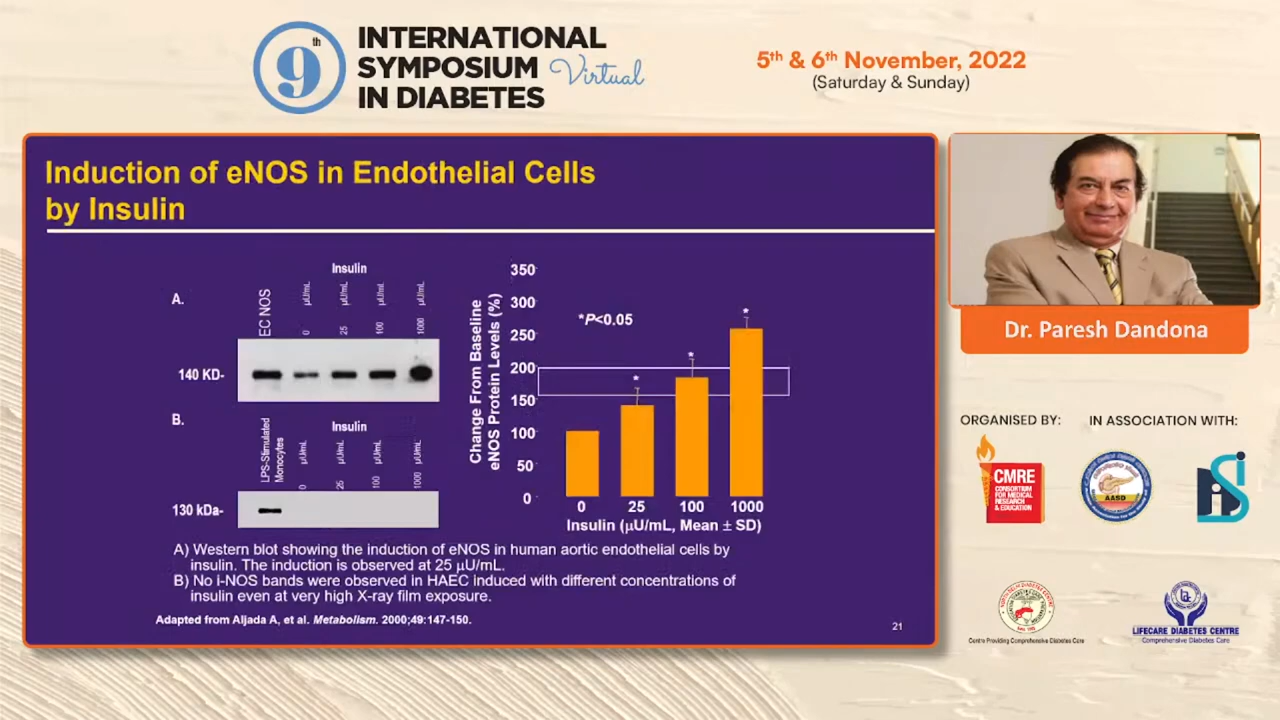 9th
INTERNATIONAL
SYMPOSIUM Virtual
IN DIABETES
5th & 6th November, 2022
(Saturday & Sunday)
Induction of eNOS in Endothelial Cells
by Insulin
A.
EC NOS
Insulin
0 µU/mL
25 µU/mL
100 µU/mL
1000 µU/mL
140 KD-
B.
LPS-Stimulated
Monocytes
Insulin
0 µU/mL
25 µU/mL
100 µU/mL
1000 µU/mL
130 kDa-
Change From Baseline
eNOS Protein Levels (%)
350
300
250
200
150
100
50
0
*P<0.05
*
*
*
0 25 100 1000
Insulin (µU/mL, Mean ± SD)
A) Western blot showing the induction of eNOS in human aortic endothelial cells by
insulin. The induction is observed at 25 µU/mL.
B) No i-NOS bands were observed in HAEC induced with different concentrations of
insulin even at very high X-ray film exposure.
Adapted from Aljada A, et al. Metabolism. 2000;49:147-150.
21
Dr. Paresh Dandona
ORGANISED BY:
IN ASSOCIATION WITH:
CMRE
CONSORTIUM
FOR MEDICAL
RESEARCH
& EDUCATION
AASD
Centre Providing Comprehensive Diabetes Care
LIFECARE DIABETES CENTRE
Comprehensive Diabetes Care